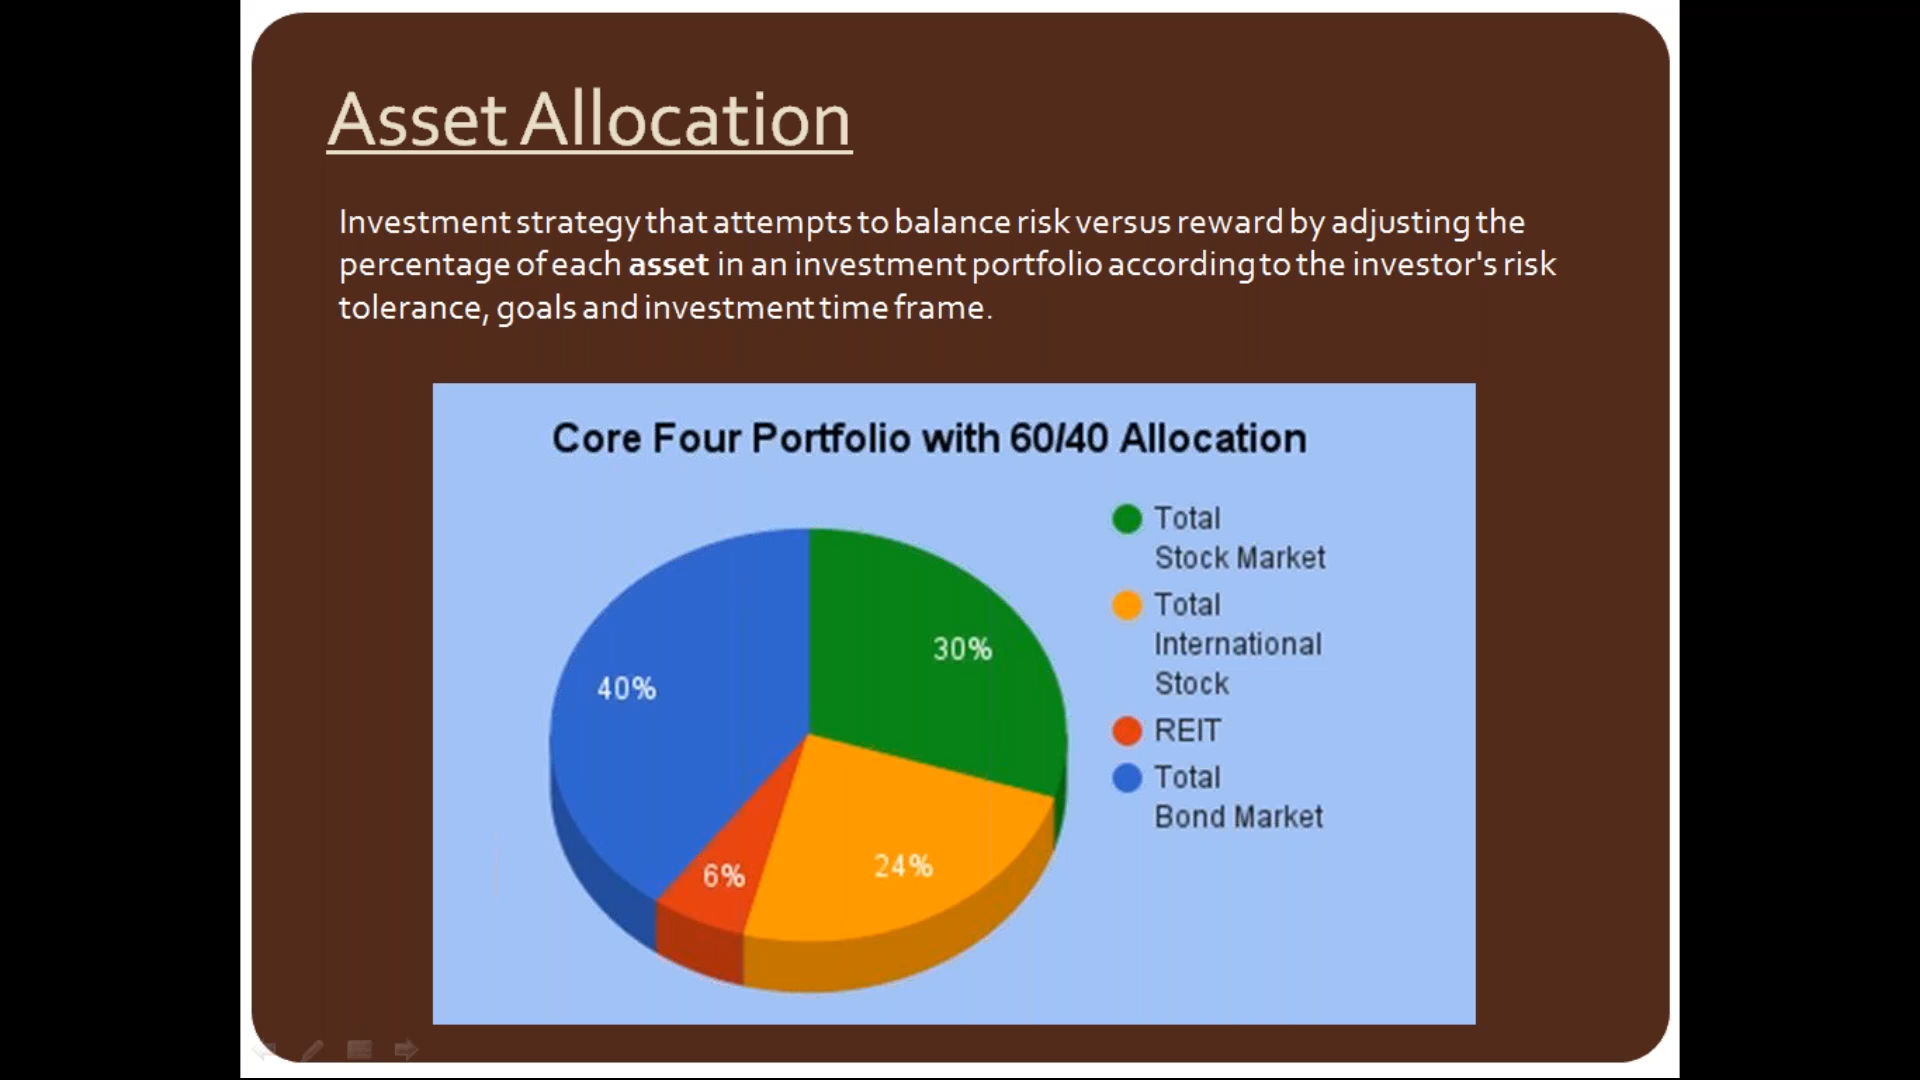 Asset Allocation
Investment strategy that attempts to balance risk versus reward by adjusting the
percentage of each asset in an investment portfolio according to the investor's risk
tolerance, goals and investment time frame.
Core Four Portfolio with 60/40 Allocation
Total
Stock Market
Total
International
Stock
REIT
Total
Bond Market
30%
40%
24%
6%